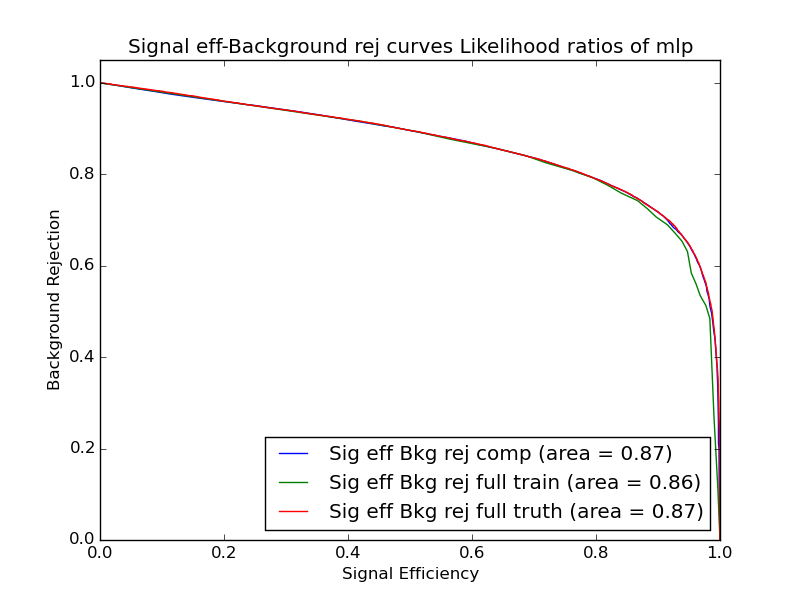 Signal eff-Background rej curves Likelihood ratios of mlp
1.0
0.8
0.6
0.4
0.2
0.0
Background Rejection
Sig eff Bkg rej comp (area = 0.87)
Sig eff Bkg rej full train (area = 0.86)
Sig eff Bkg rej full truth (area = 0.87)
0.0 0.2 0.4 0.6 0.8 1.0
Signal Efficiency